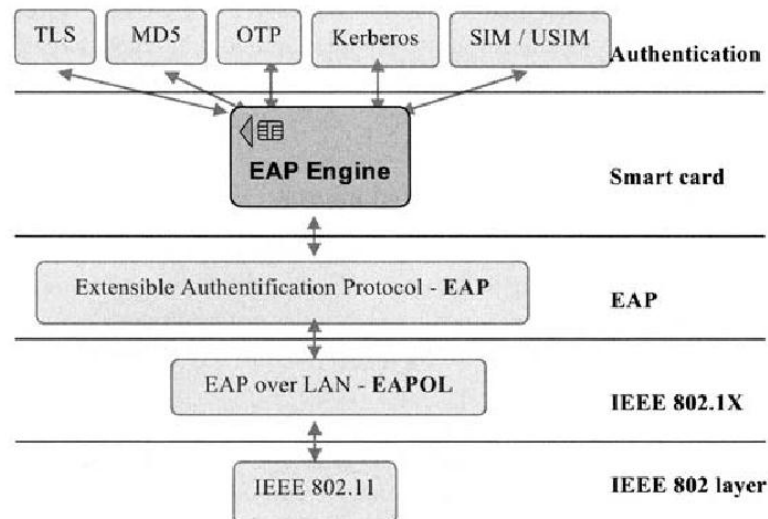 TLS
MD5
OTP
Kerberos
SIM / USIM
Authentication
EAP Engine
Smart card
Extensible Authentification Protocol - EAP
EAP
EAP over LAN - EAPOL
IEEE 802.1X
IEEE 802.11
IEEE 802 layer